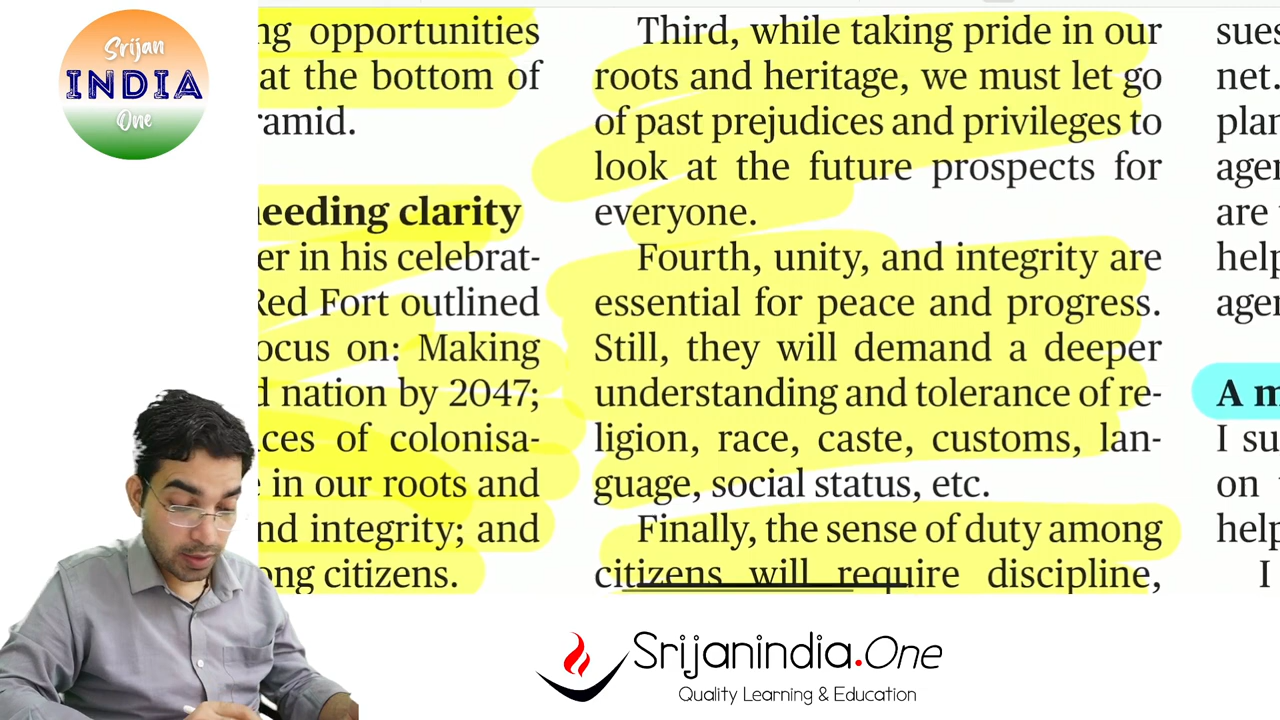 Srijan
INDIA
One
ng opportunities
at the bottom of
ramid.
needing clarity
er in his celebrat-
Red Fort outlined
ocus on: Making
d nation by 2047;
ces of colonisa-
in our roots and
nd integrity; and
ong citizens.
Third, while taking pride in our
roots and heritage, we must let go
of past prejudices and privileges to
look at the future prospects for
everyone.
Fourth, unity, and integrity are
essential for peace and progress.
Still, they will demand a deeper
understanding and tolerance of re-
ligion, race, caste, customs, lan-
guage, social status, etc.
Finally, the sense of duty among
citizens will require discipline,
sues
net.
plan
agen
are
help
agen
A m
I su
on
help
I
Srijanindia.One
Quality Learning & Education